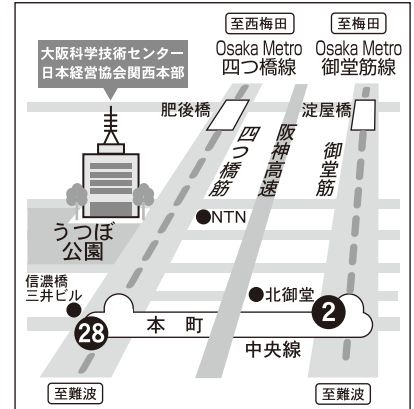 至西梅田
至梅田
大阪科学技術センター
日本経営協会関西本部
Osaka Metro
四つ橋線
Osaka Metro
御堂筋線
肥後橋
淀屋橋
四つ橋筋
阪神高速
御堂筋
NTN
うつぼ
公園
信濃橋
三井ビル
北御堂
28
本町
2
中央線
至難波
至難波